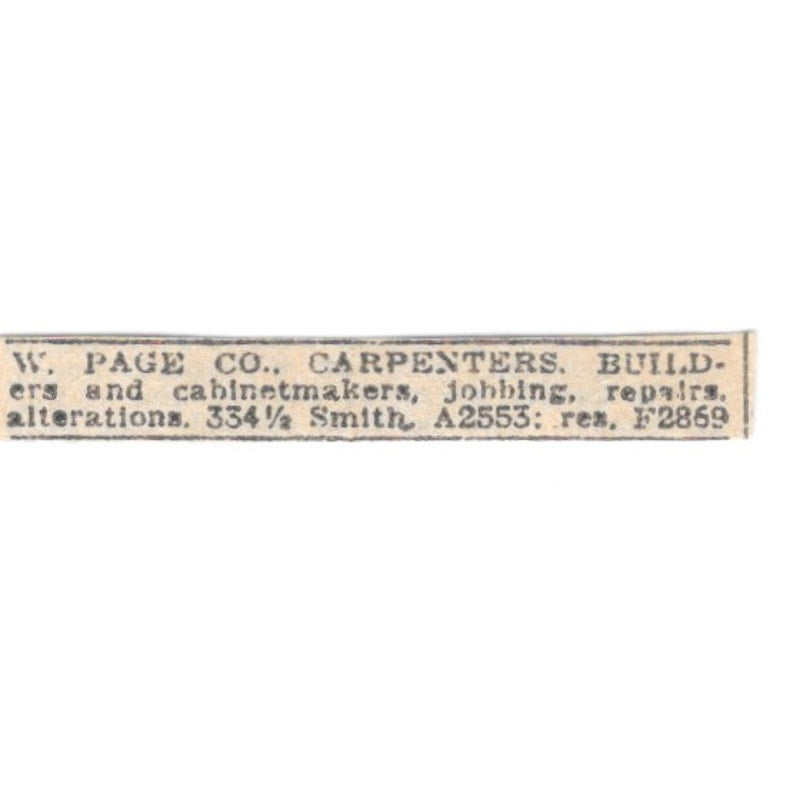 W. PAGE CO., CARPENTERS, BUILD-
ers and cabinetmakers, jobbing, repairs,
alterations. 334½ Smith. A2553; res. F2869